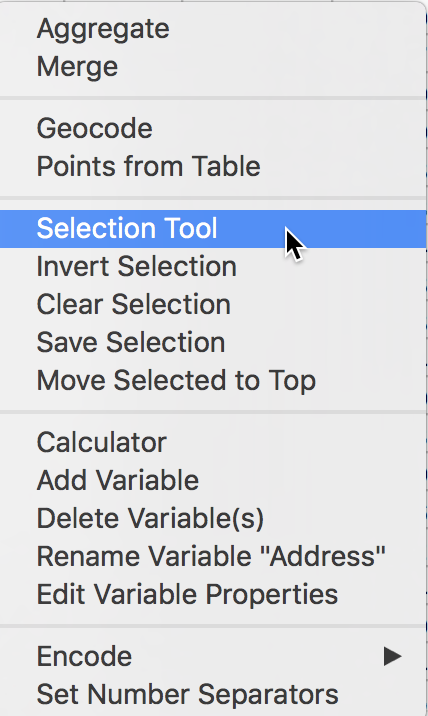 Aggregate
Merge
Geocode
Points from Table
Selection Tool
Invert Selection
Clear Selection
Save Selection
Move Selected to Top
Calculator
Add Variable
Delete Variable(s)
Rename Variable "Address"
Edit Variable Properties
Encode
Set Number Separators